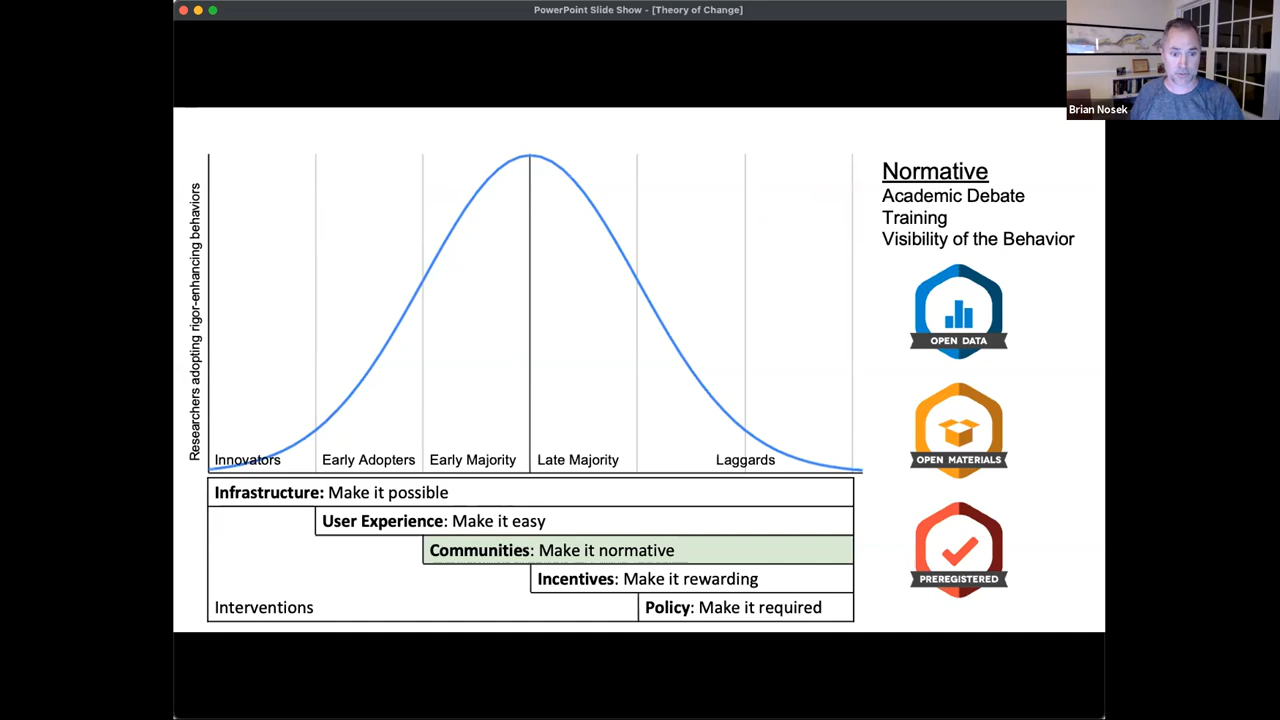 PowerPoint Slide Show - [Theory of Change]
Brian Nosek
Researchers adopting rigor-enhancing behaviors
Innovators
Early Adopters
Early Majority
Late Majority
Laggards
Infrastructure: Make it possible
User Experience: Make it easy
Communities: Make it normative
Incentives: Make it rewarding
Interventions
Policy: Make it required
Normative
Academic Debate
Training
Visibility of the Behavior
OPEN DATA
OPEN MATERIALS
PREREGISTERED